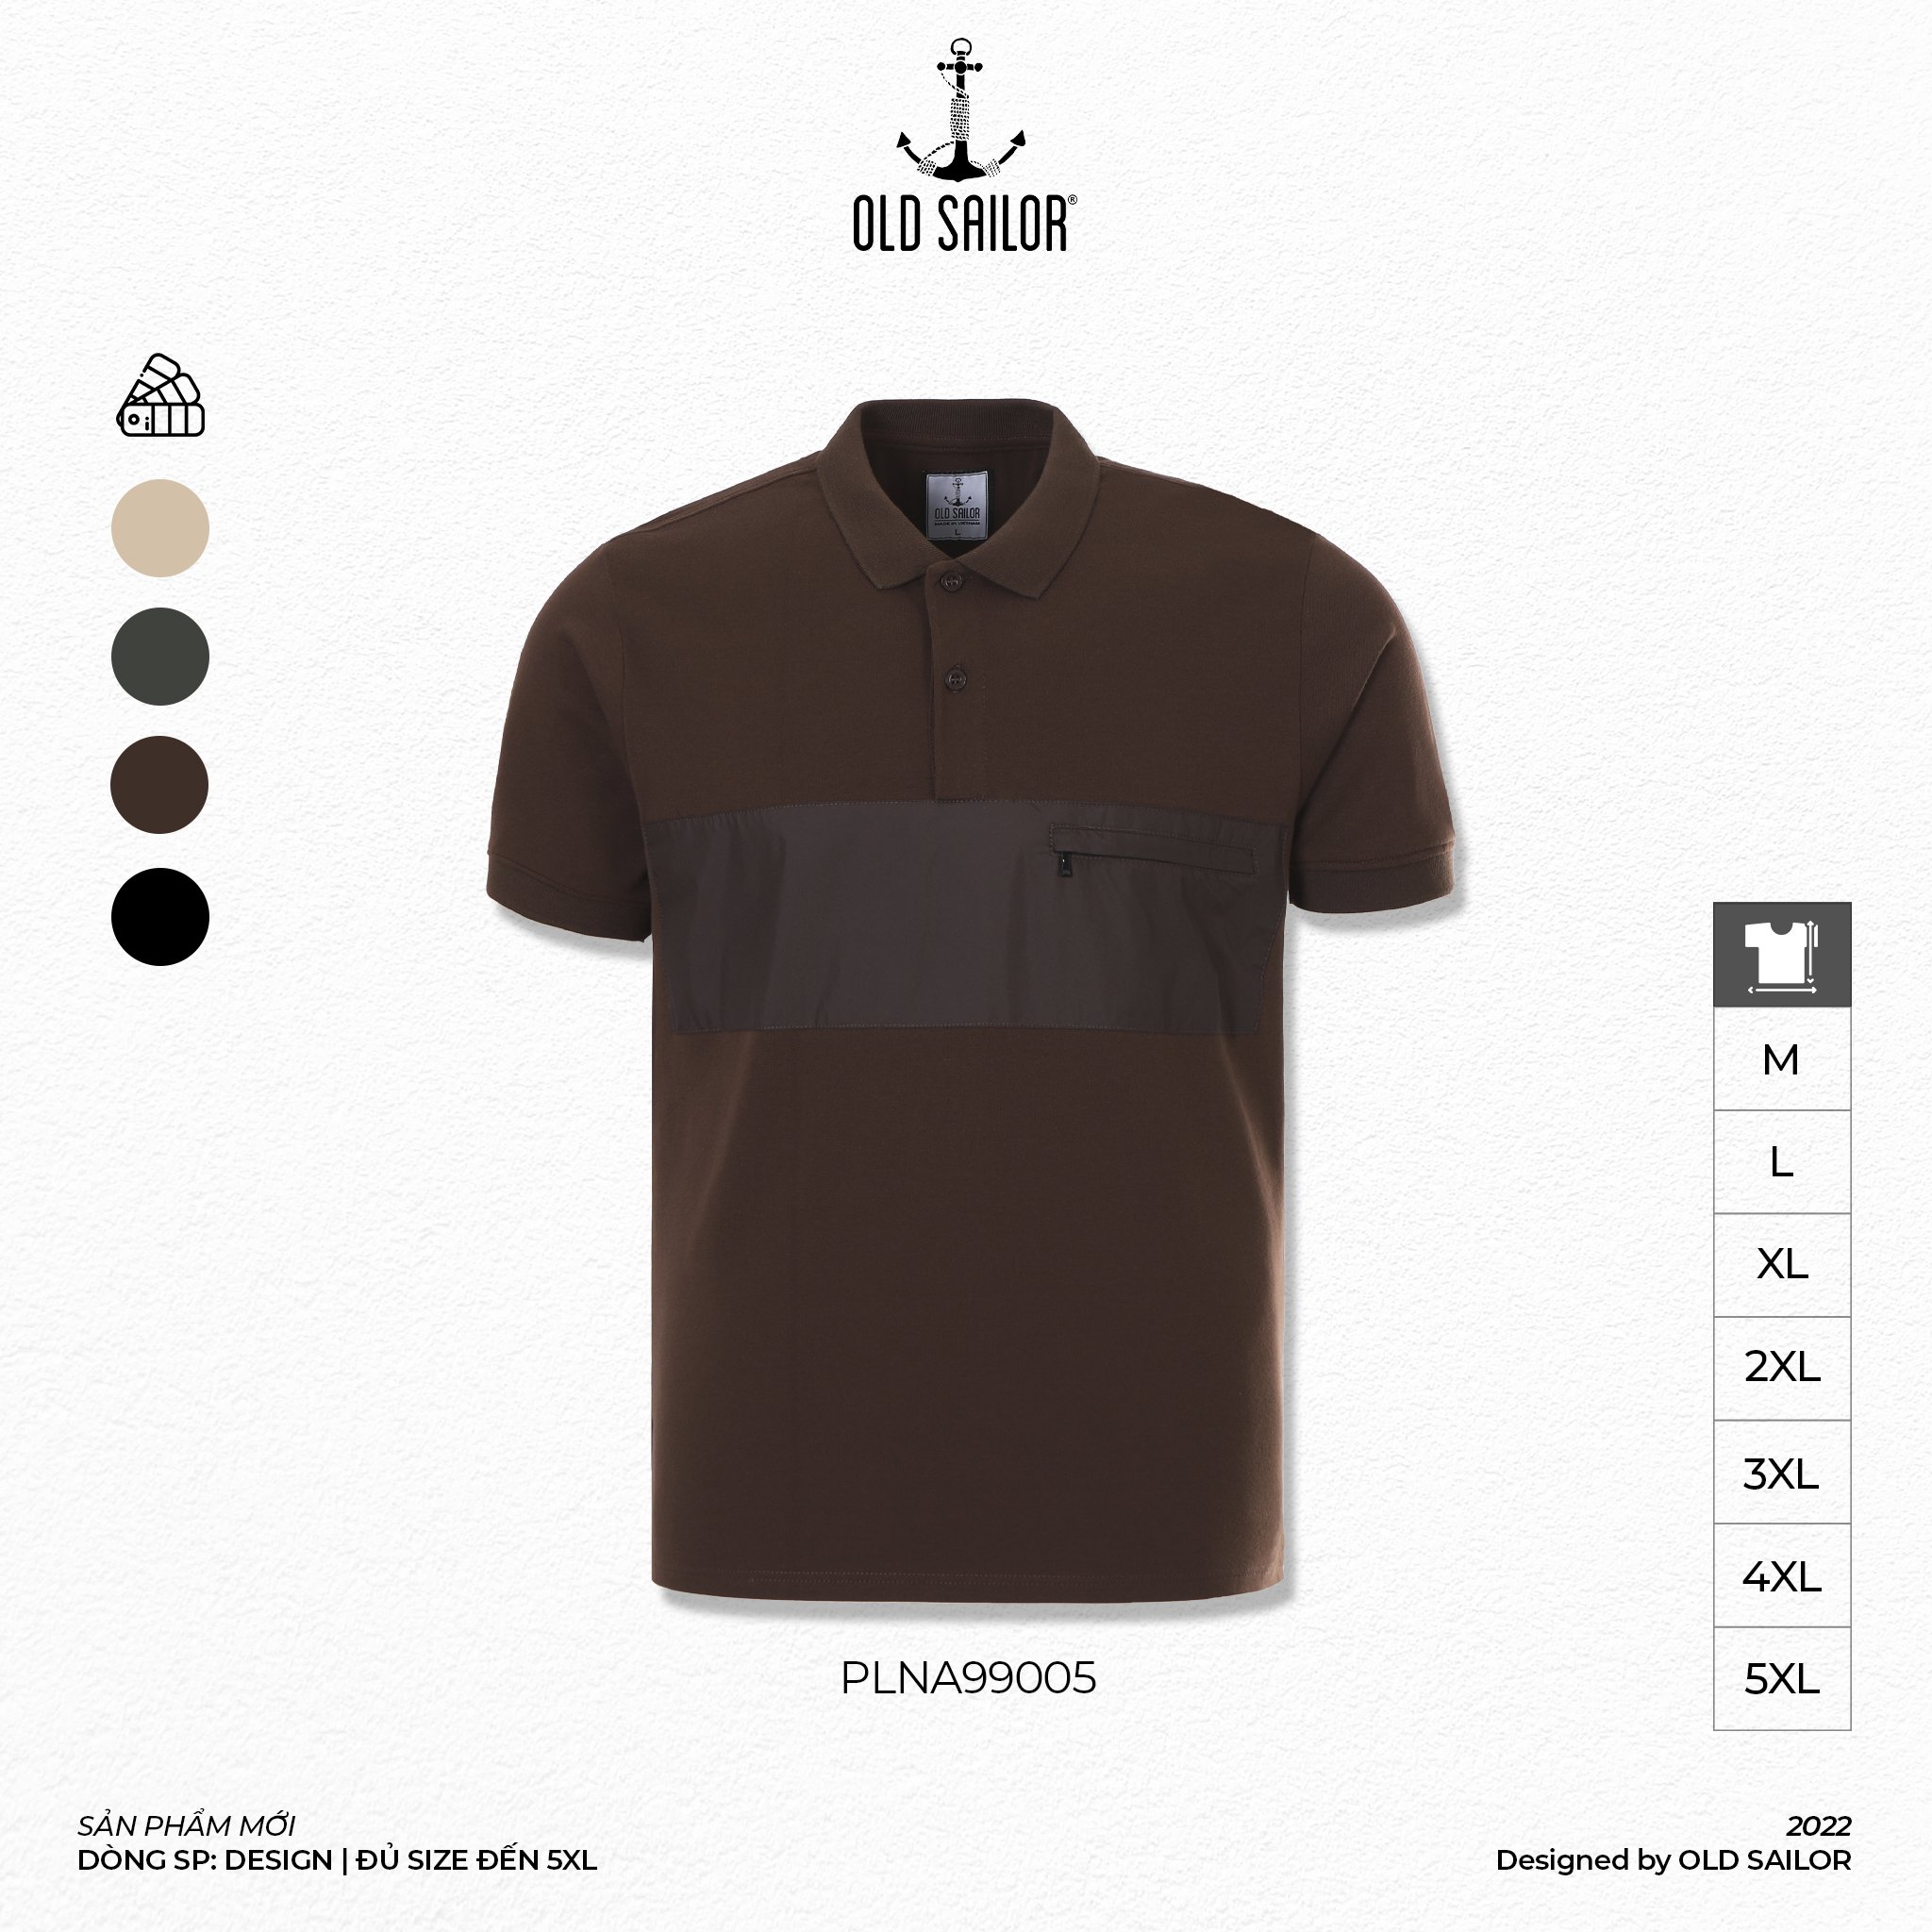 OLD SAILOR®
OLD SAILOR
L
M
L
XL
2XL
3XL
4XL
5XL
PLNA99005
SẢN PHẨM MỚI
DÒNG SP: DESIGN | ĐỦ SIZE ĐẾN 5XL
2022
Designed by OLD SAILOR